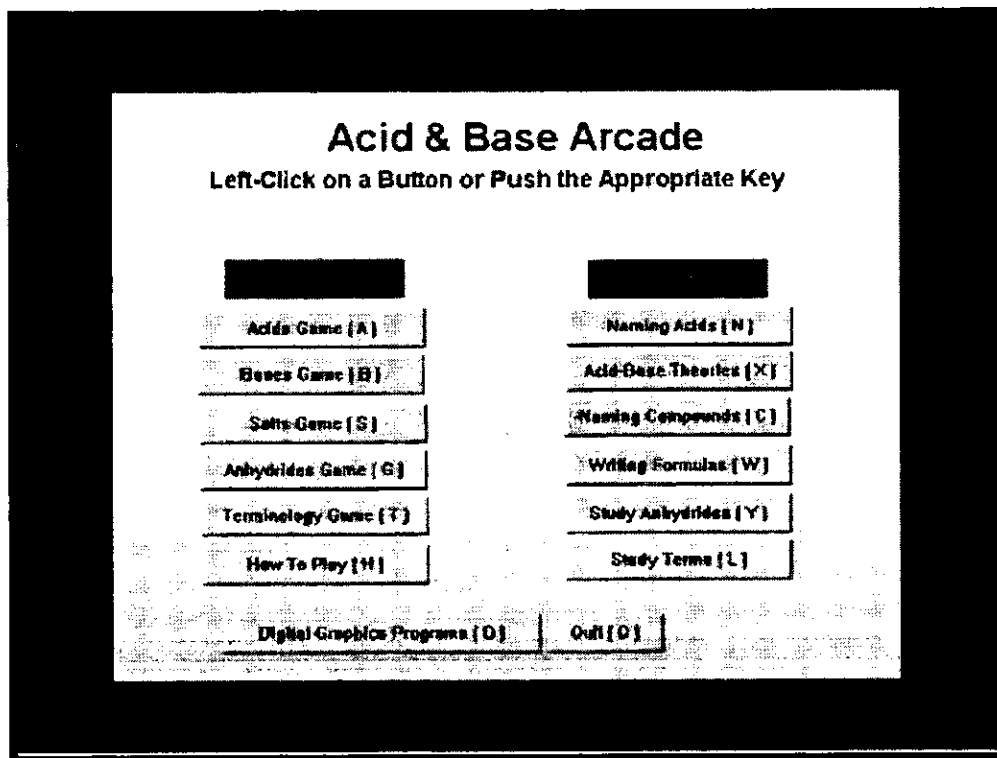 Acid & Base Arcade
Left-Click on a Button or Push the Appropriate Key
Acids Game [A]
Bases Game [B]
Salts Game [S]
Anhydrides Game [G]
Terminology Game [T]
How To Play [H]
Naming Acids [N]
Acid-Base Theories [X]
Naming Compounds [C]
Writing Formulas [W]
Study Anhydrides [Y]
Study Terms [L]
Digital Graphics Programs [D]
Quit [Q]